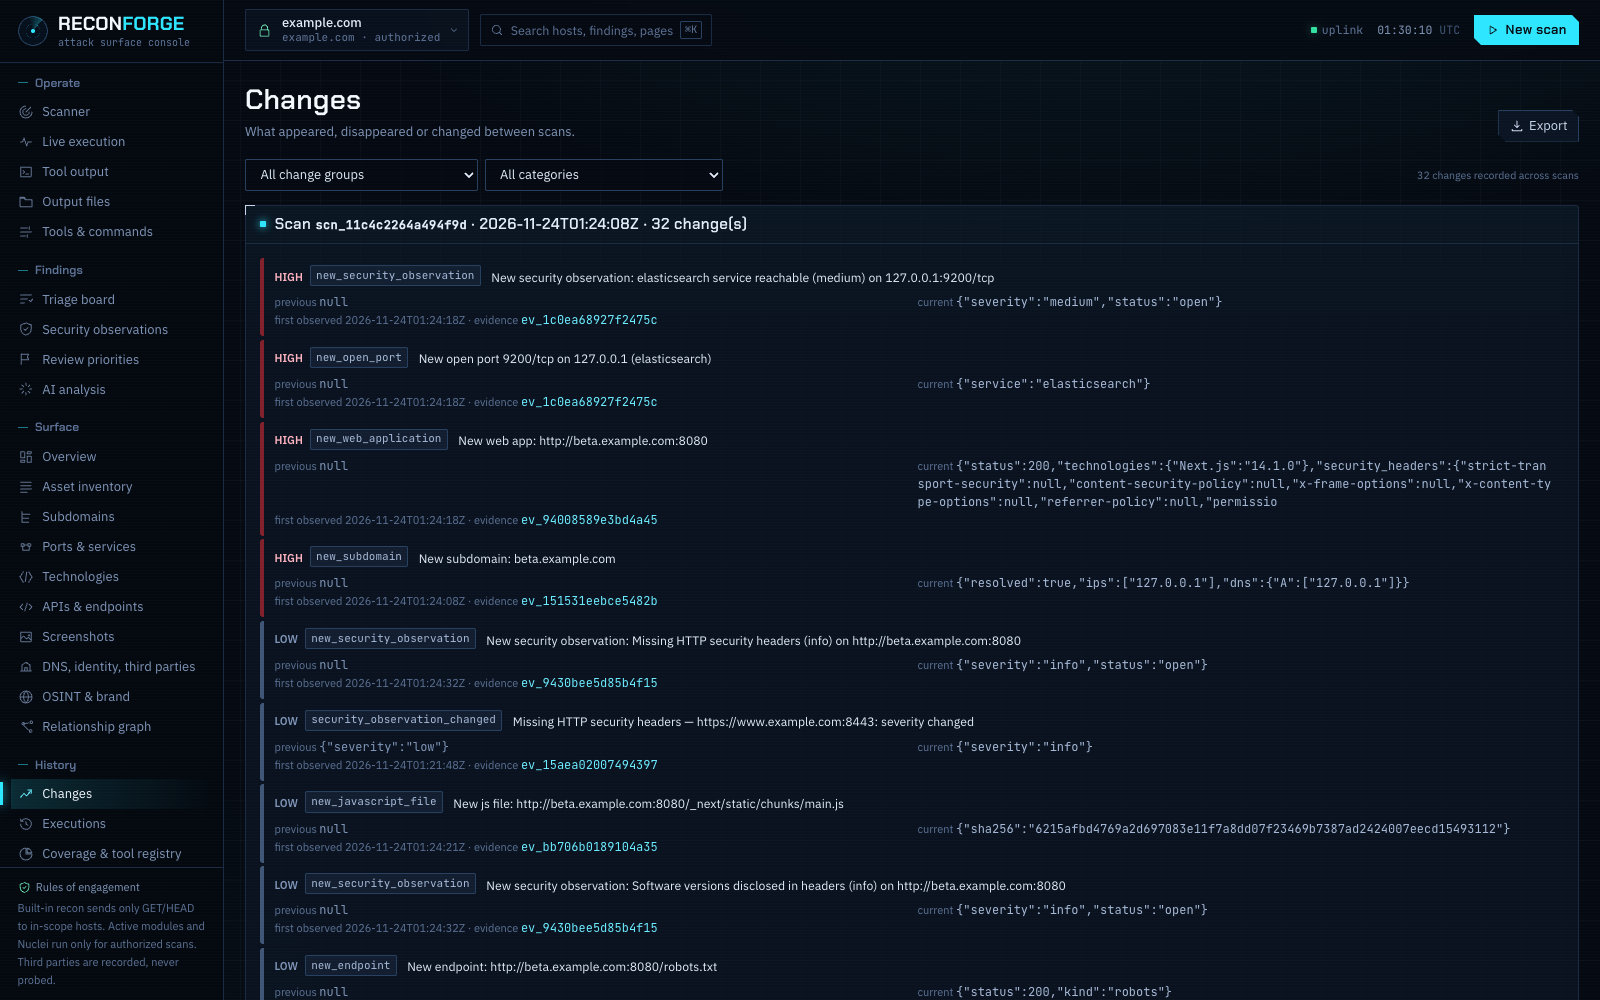 RECONFORGE
attack surface console
example.com
example.com · authorized
Search hosts, findings, pages ⌘K
uplink 01:30:10 UTC
New scan
Operate
Scanner
Live execution
Tool output
Output files
Tools & commands
Findings
Triage board
Security observations
Review priorities
AI analysis
Surface
Overview
Asset inventory
Subdomains
Ports & services
Technologies
APIs & endpoints
Screenshots
DNS, identity, third parties
OSINT & brand
Relationship graph
History
Changes
Executions
Coverage & tool registry
Rules of engagement
Built-in recon sends only GET/HEAD
to in-scope hosts. Active modules and
Nuclei run only for authorized scans.
Third parties are recorded, never
probed.
Changes
What appeared, disappeared or changed between scans.
Export
All change groups
All categories
32 changes recorded across scans
Scan scn_11c4c2264a494f9d · 2026-11-24T01:24:08Z · 32 change(s)
HIGH new_security_observation New security observation: elasticsearch service reachable (medium) on 127.0.0.1:9200/tcp
previous null current {"severity":"medium","status":"open"}
first observed 2026-11-24T01:24:18Z · evidence ev_1c0ea68927f2475c
HIGH new_open_port New open port 9200/tcp on 127.0.0.1 (elasticsearch)
previous null current {"service":"elasticsearch"}
first observed 2026-11-24T01:24:18Z · evidence ev_1c0ea68927f2475c
HIGH new_web_application New web app: http://beta.example.com:8080
previous null current {"status":200,"technologies":{"Next.js":"14.1.0"},"security_headers":{"strict-tran
sport-security":null,"content-security-policy":null,"x-frame-options":null,"x-content-ty
pe-options":null,"referrer-policy":null,"permissio
first observed 2026-11-24T01:24:18Z · evidence ev_94008589e3bd4a45
HIGH new_subdomain New subdomain: beta.example.com
previous null current {"resolved":true,"ips":["127.0.0.1"],"dns":{"A":["127.0.0.1"]}}
first observed 2026-11-24T01:24:08Z · evidence ev_151531eebce5482b
LOW new_security_observation New security observation: Missing HTTP security headers (info) on http://beta.example.com:8080
previous null current {"severity":"info","status":"open"}
first observed 2026-11-24T01:24:32Z · evidence ev_9430bee5d85b4f15
LOW security_observation_changed Missing HTTP security headers — https://www.example.com:8443: severity changed
previous {"severity":"low"} current {"severity":"info"}
first observed 2026-11-24T01:21:48Z · evidence ev_15aea02007494397
LOW new_javascript_file New js file: http://beta.example.com:8080/_next/static/chunks/main.js
previous null current {"sha256":"6215afbd4769a2d697083e11f7a8dd07f23469b7387ad2424007eecd15493112"}
first observed 2026-11-24T01:24:21Z · evidence ev_bb706b0189104a35
LOW new_security_observation New security observation: Software versions disclosed in headers (info) on http://beta.example.com:8080
previous null current {"severity":"info","status":"open"}
first observed 2026-11-24T01:24:32Z · evidence ev_9430bee5d85b4f15
LOW new_endpoint New endpoint: http://beta.example.com:8080/robots.txt
previous null current {"status":200,"kind":"robots"}